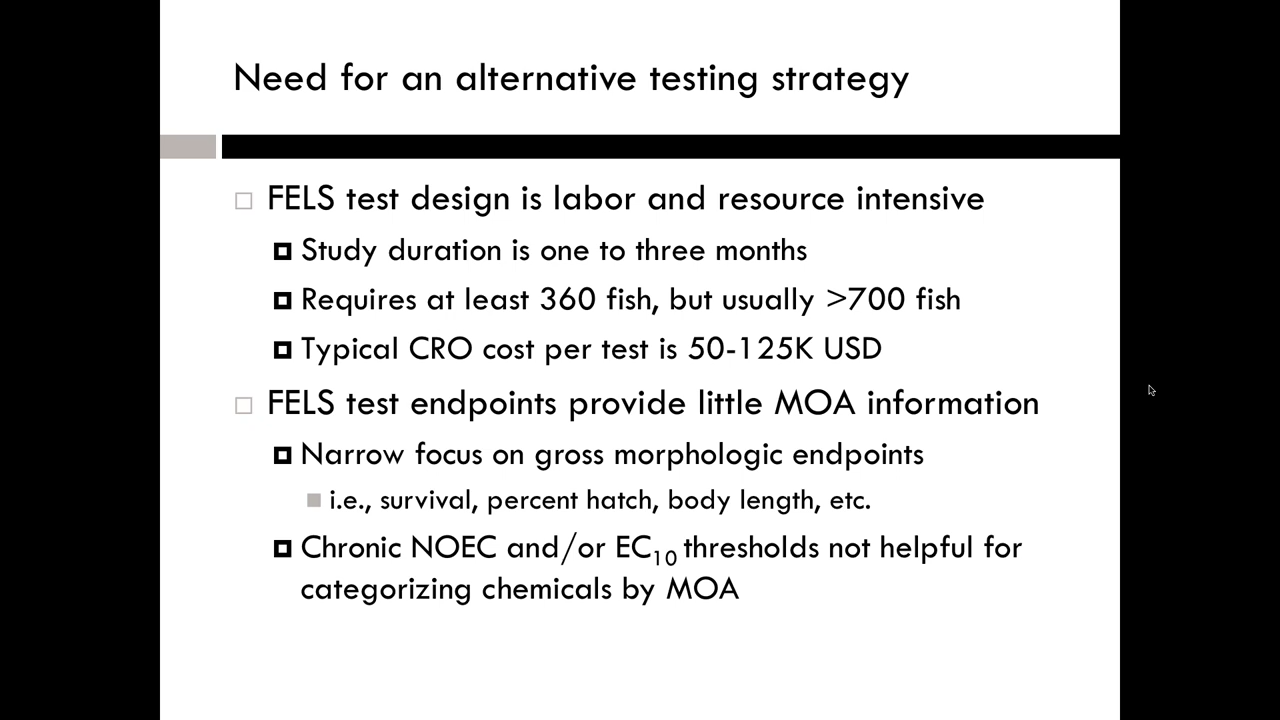 Need for an alternative testing strategy
FELS test design is labor and resource intensive
Study duration is one to three months
Requires at least 360 fish, but usually >700 fish
Typical CRO cost per test is 50-125K USD
FELS test endpoints provide little MOA information
Narrow focus on gross morphologic endpoints
i.e., survival, percent hatch, body length, etc.
Chronic NOEC and/or EC10 thresholds not helpful for
categorizing chemicals by MOA